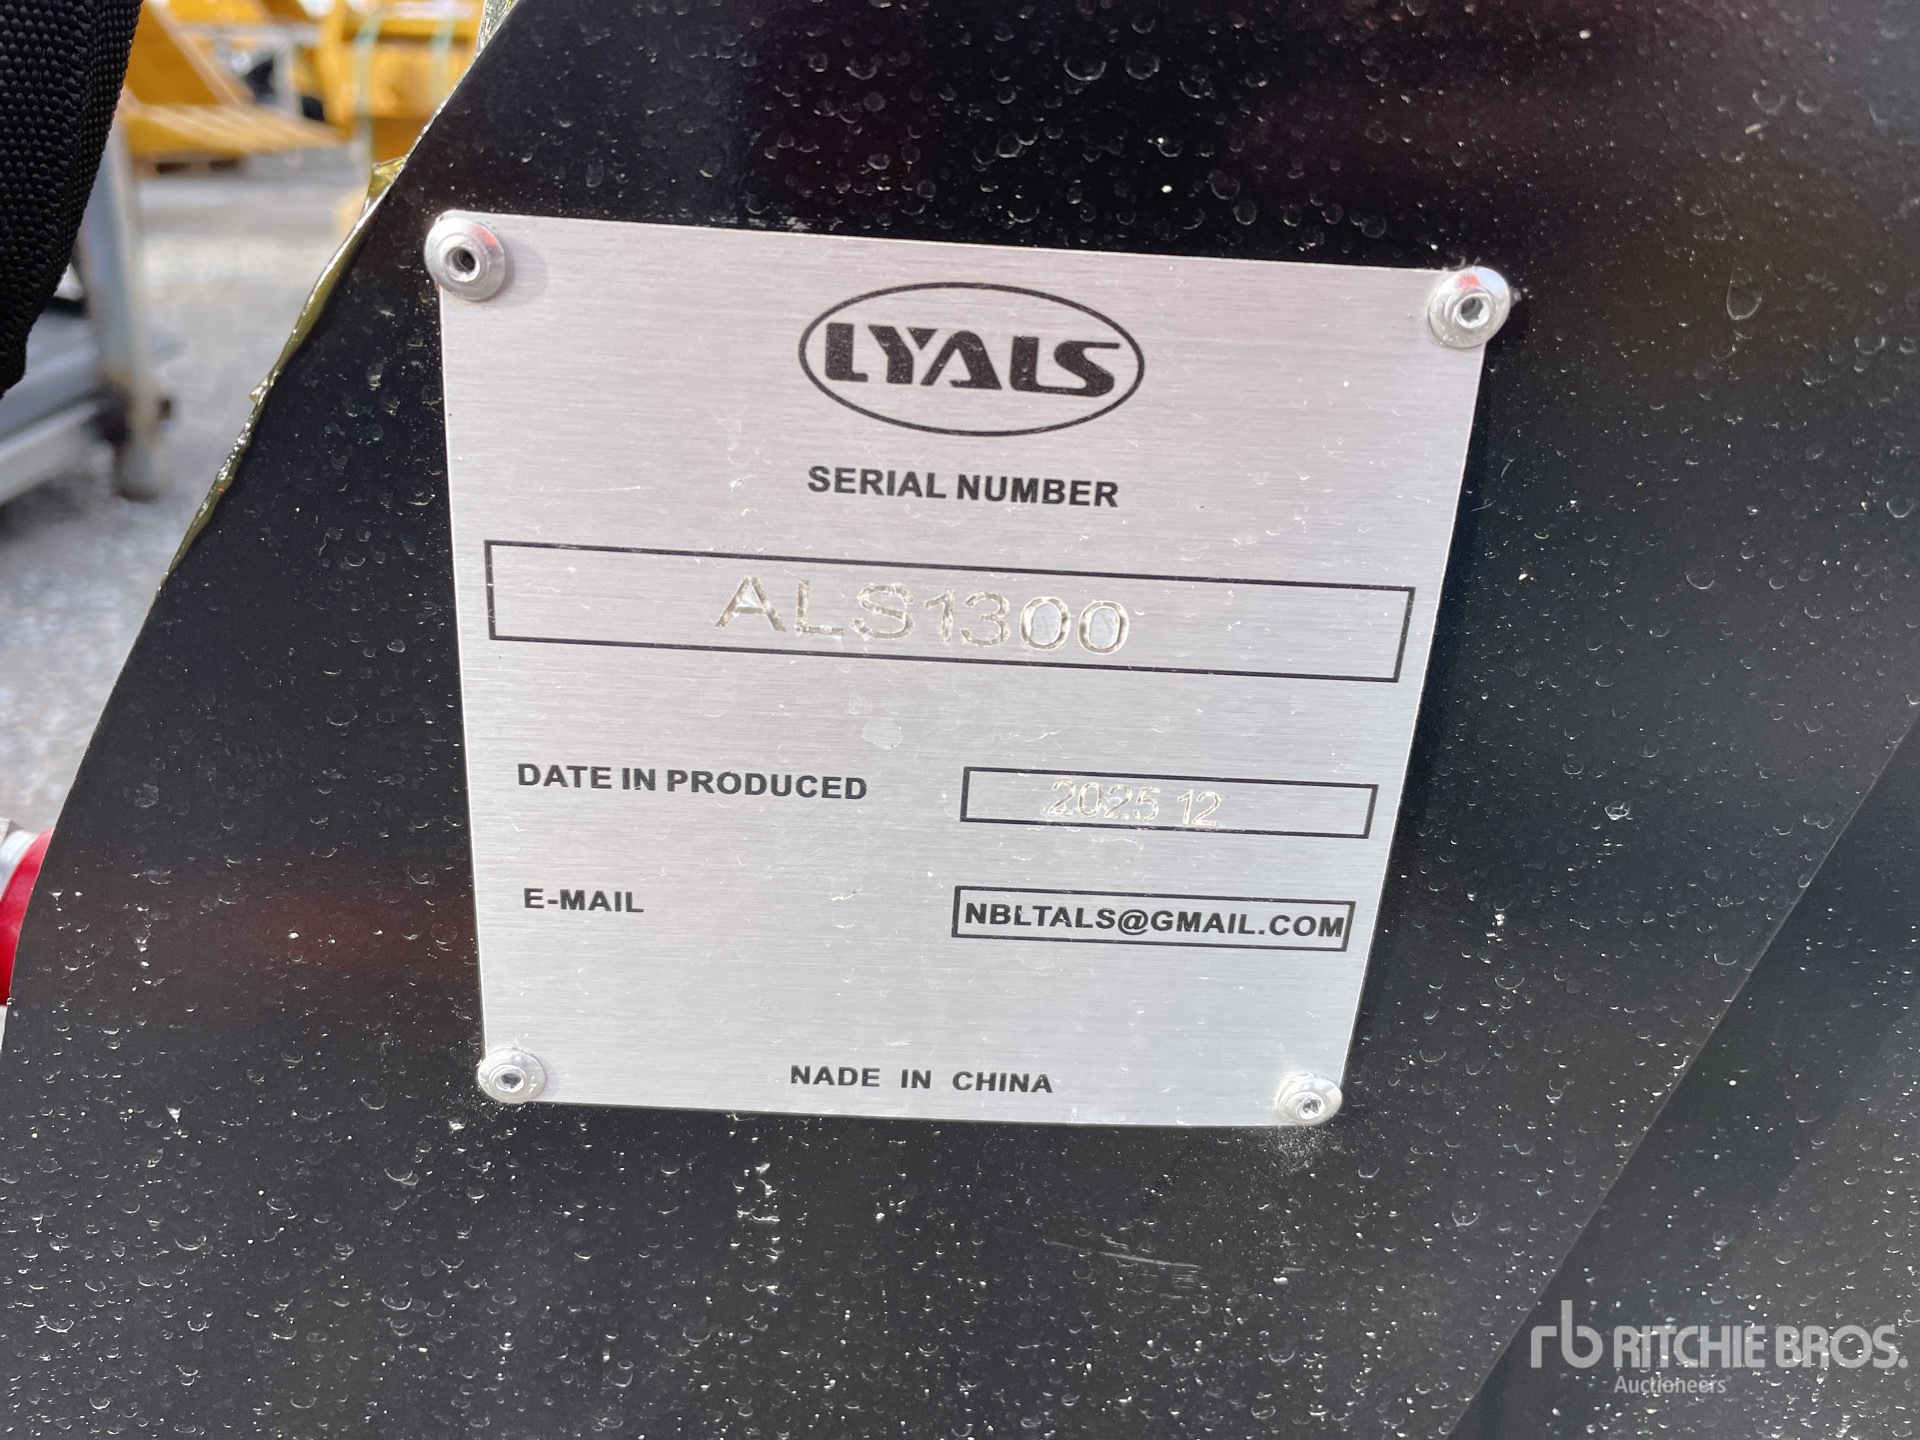 LYALS
SERIAL NUMBER
ALS1300
DATE IN PRODUCED 2025 12
E-MAIL NBLTALS@GMAIL.COM
NADE IN CHINA
rb RITCHIE BROS.
Auctioneers